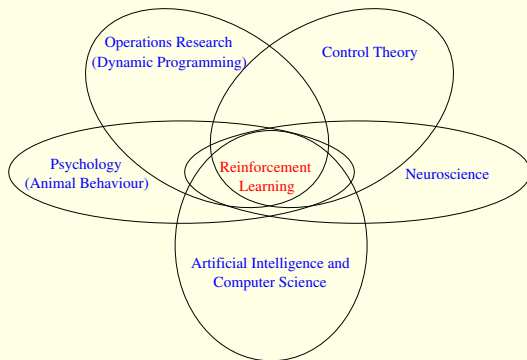 Operations Research
(Dynamic Programming)
Control Theory
Psychology
(Animal Behaviour)
Reinforcement
Learning
Neuroscience
Artificial Intelligence and
Computer Science